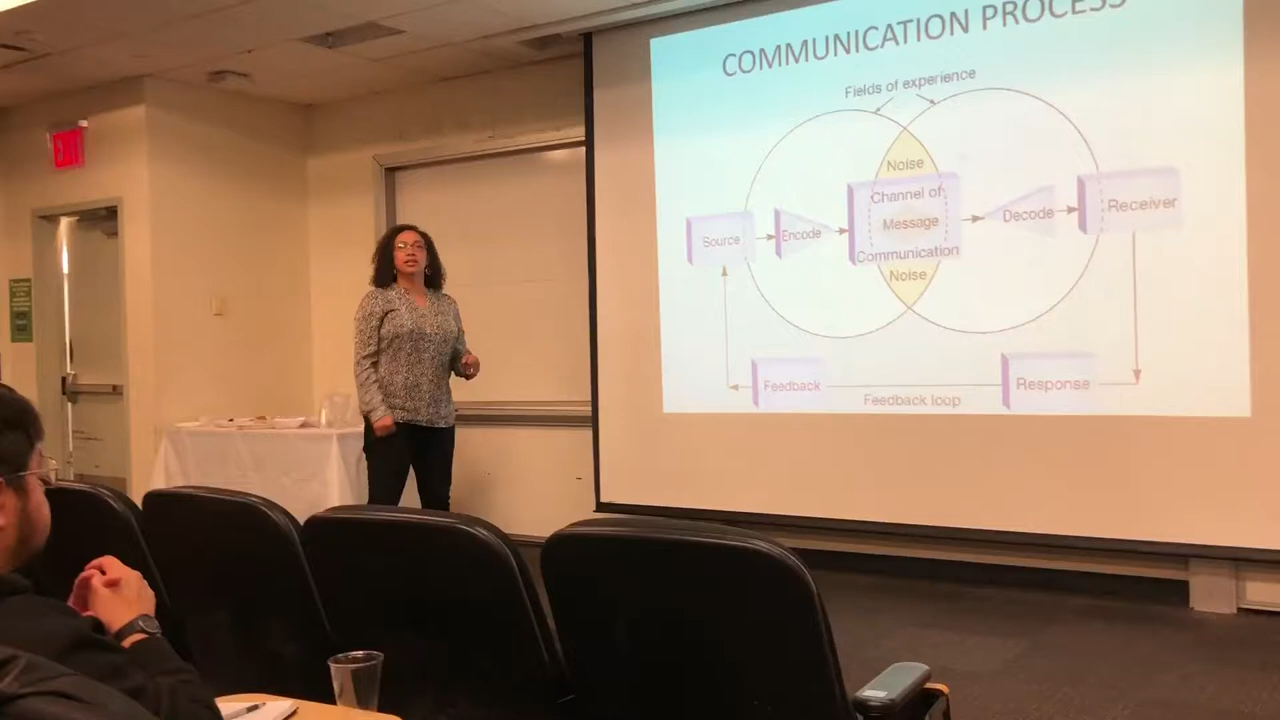 EXIT
COMMUNICATION PROCESS
Fields of experience
Noise
Channel of
Message
Communication
Noise
Source
Encode
Decode
Receiver
Feedback
Feedback loop
Response